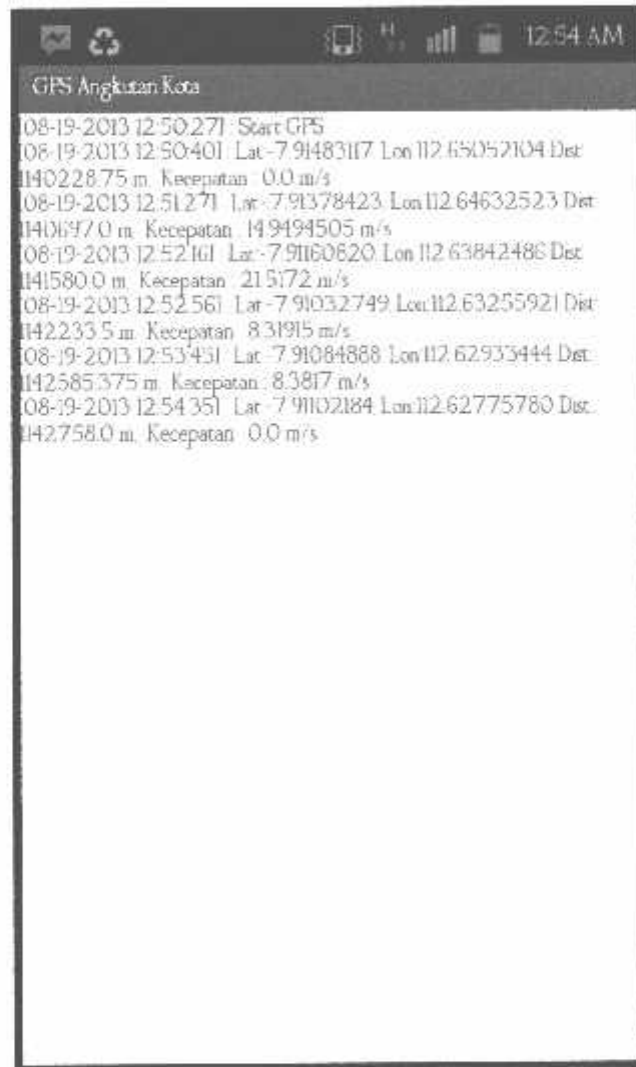 12:54 AM
GPS Angkutan Kota
[08-19-2013 12:50:27] Start GPS
[08-19-2013 12:50:40] Lat -7.91483117 Lon 112.65052104 Dist
1140228.75 m, Kecepatan : 0.0 m/s
[08-19-2013 12:51:27] Lat -7.91378423 Lon 112.64632523 Dist
1140697.0 m, Kecepatan : 14.9494505 m/s
[08-19-2013 12:52:16] Lat -7.91160620 Lon 112.63842486 Dist
1141580.0 m, Kecepatan : 21.5172 m/s
[08-19-2013 12:52:56] Lat -7.91032749 Lon 112.63255921 Dist
1142233.5 m, Kecepatan : 8.31915 m/s
[08-19-2013 12:53:45] Lat -7.91084888 Lon 112.62933444 Dist
1142585.375 m, Kecepatan : 8.3817 m/s
[08-19-2013 12:54:35] Lat -7.91102184 Lon 112.62775780 Dist
1142758.0 m, Kecepatan : 0.0 m/s